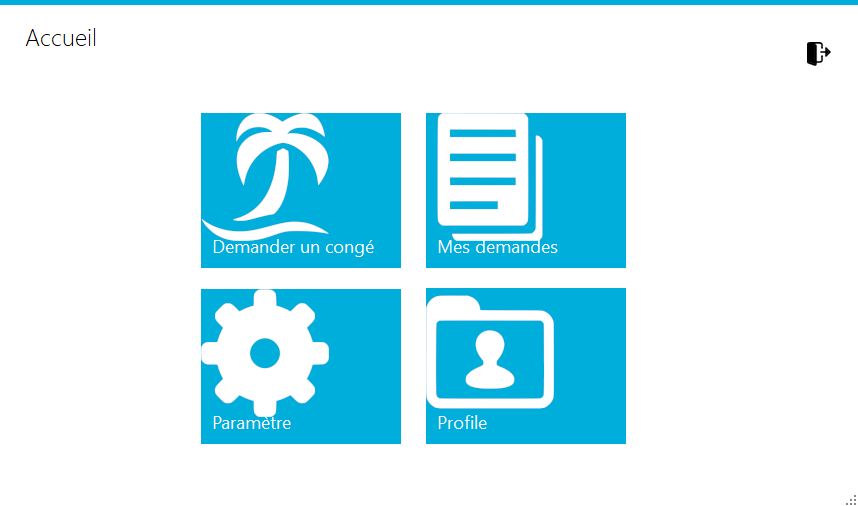 Accueil
Demander un congé
Mes demandes
Paramètre
Profile